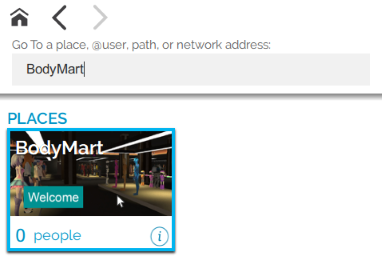 Go To a place, @user, path, or network address:
BodyMart
PLACES
BodyMart
Welcome
0 people